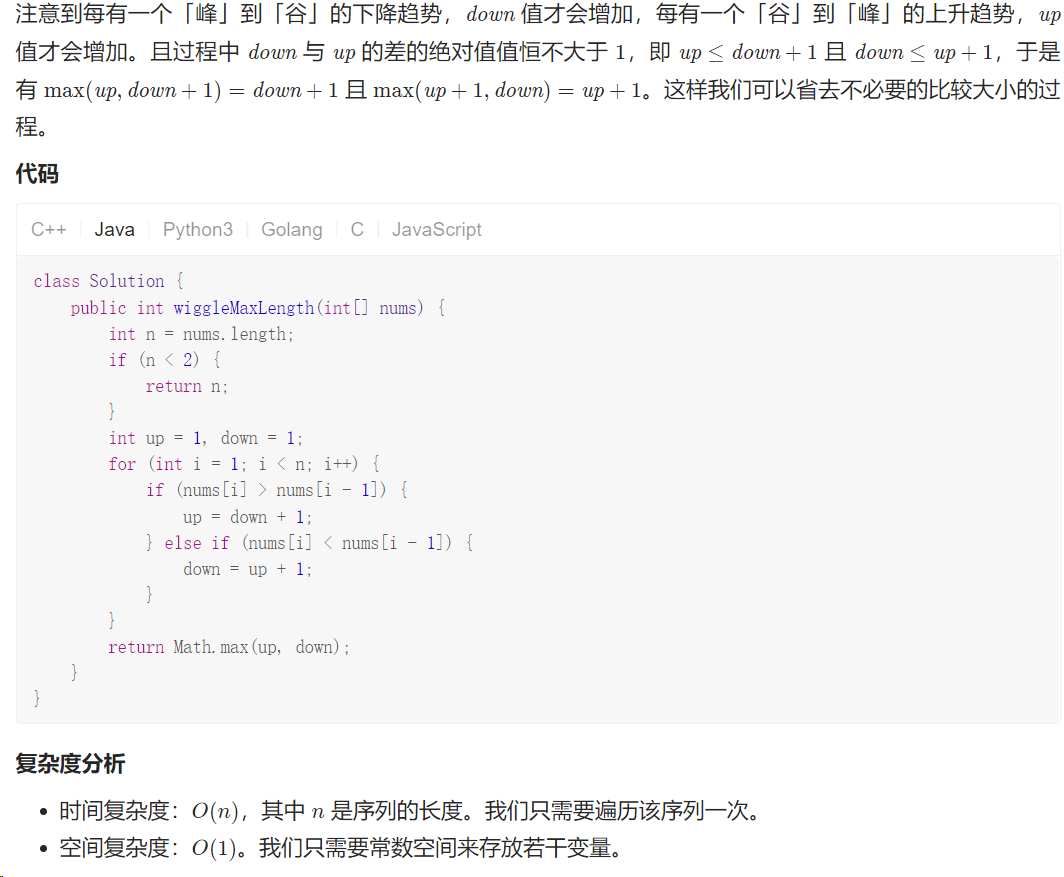 注意到每有一个「峰」到「谷」的下降趋势，down 值才会增加，每有一个「谷」到「峰」的上升趋势，up
值才会增加。且过程中 down 与 up 的差的绝对值值恒不大于 1，即 up ≤ down + 1 且 down ≤ up + 1，于是
有 max(up, down + 1) = down + 1 且 max(up + 1, down) = up + 1。这样我们可以省去不必要的比较大小的过
程。
代码
C++ Java Python3 Golang C JavaScript
class Solution {
    public int wiggleMaxLength(int[] nums) {
        int n = nums.length;
        if (n < 2) {
            return n;
        }
        int up = 1, down = 1;
        for (int i = 1; i < n; i++) {
            if (nums[i] > nums[i - 1]) {
                up = down + 1;
            } else if (nums[i] < nums[i - 1]) {
                down = up + 1;
            }
        }
        return Math.max(up, down);
    }
}
复杂度分析
• 时间复杂度：O(n)，其中 n 是序列的长度。我们只需要遍历该序列一次。
• 空间复杂度：O(1)。我们只需要常数空间来存放若干变量。